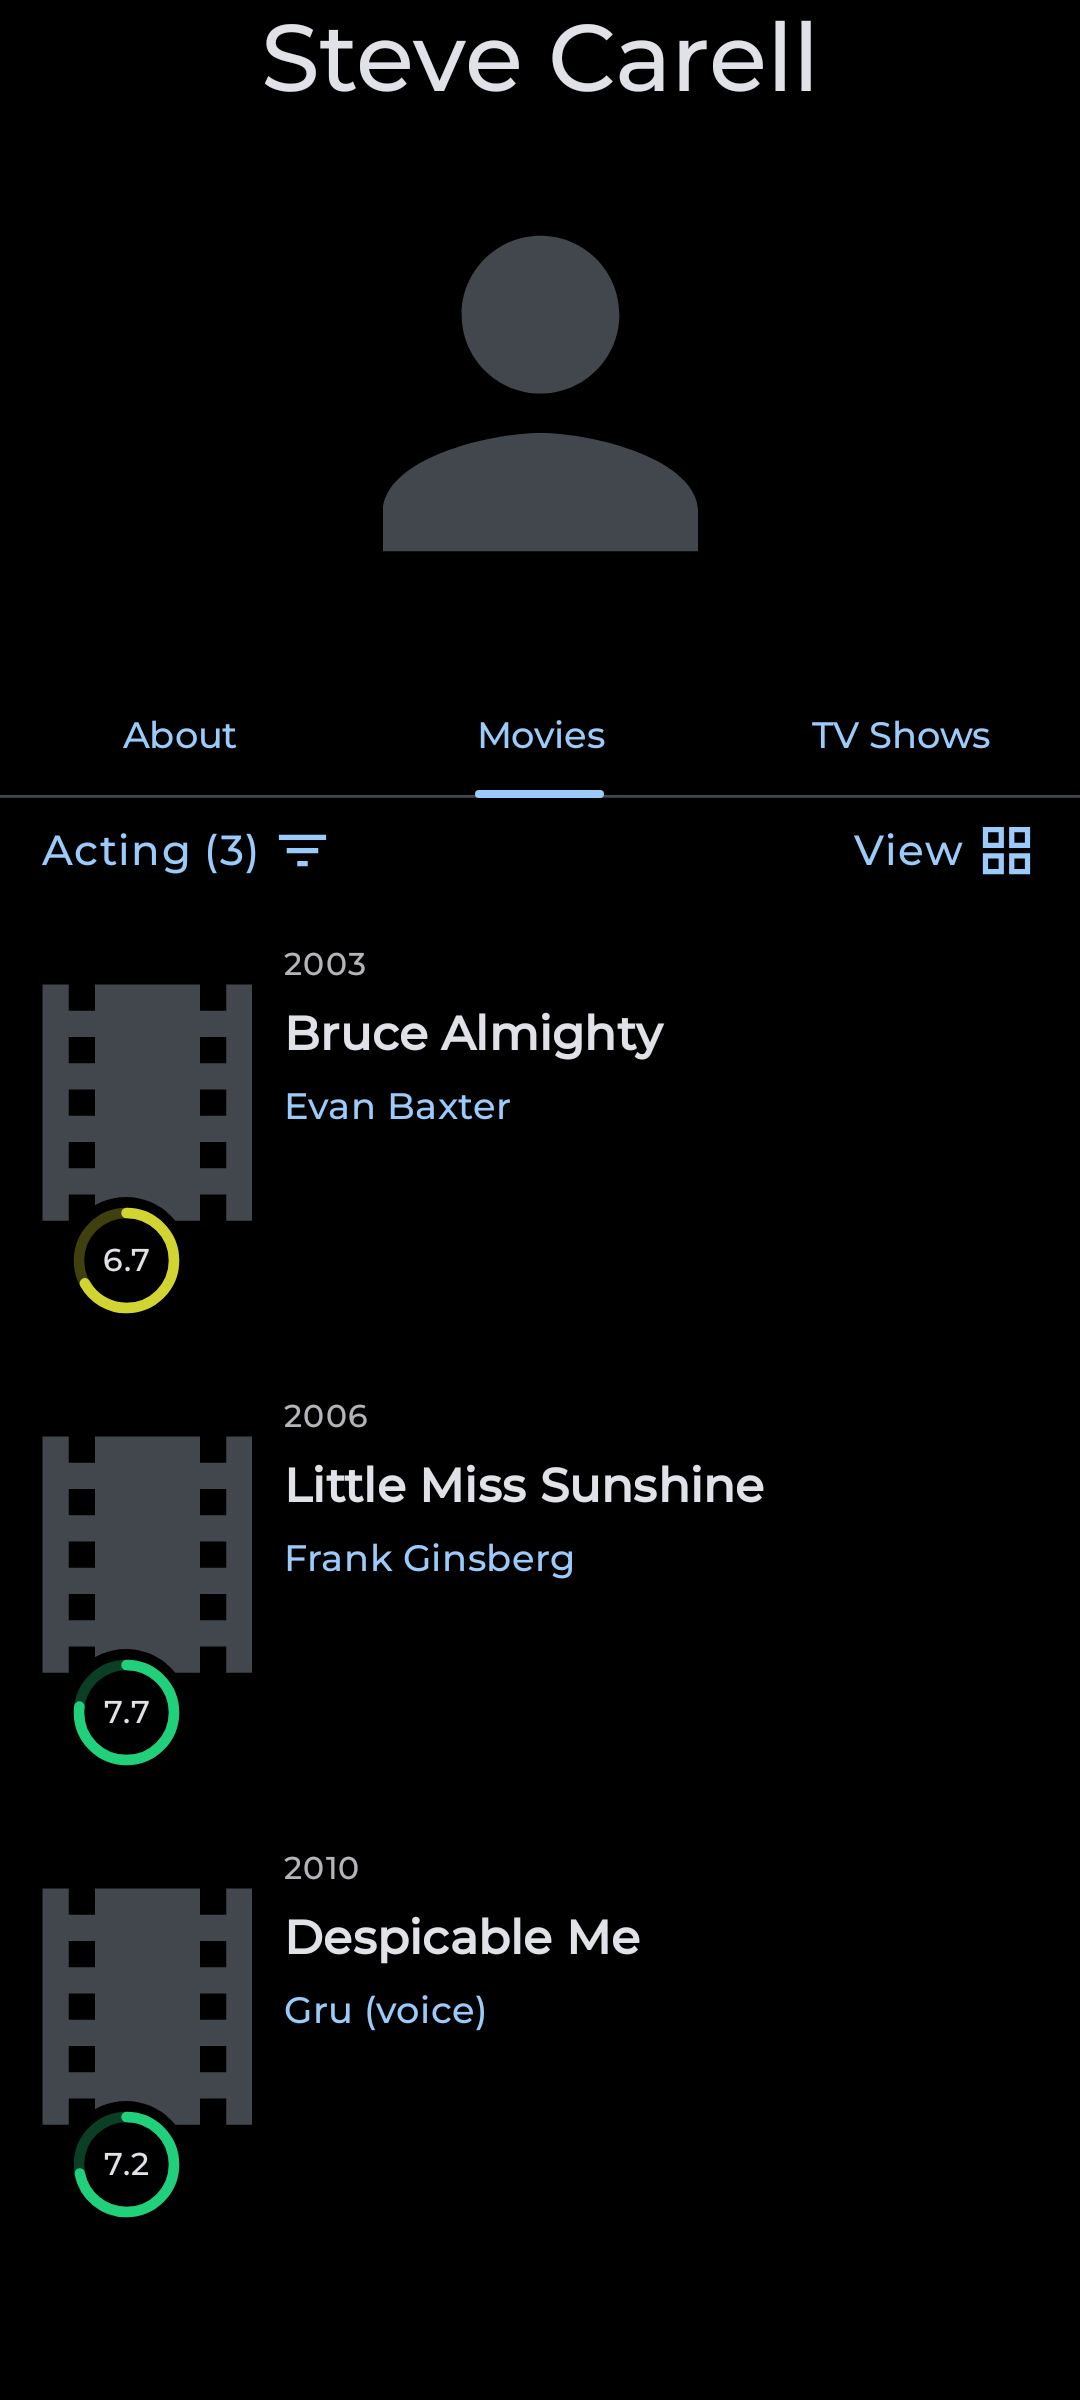 Steve Carell
About Movies TV Shows
Acting (3) View
2003
Bruce Almighty
Evan Baxter
6.7
2006
Little Miss Sunshine
Frank Ginsberg
7.7
2010
Despicable Me
Gru (voice)
7.2